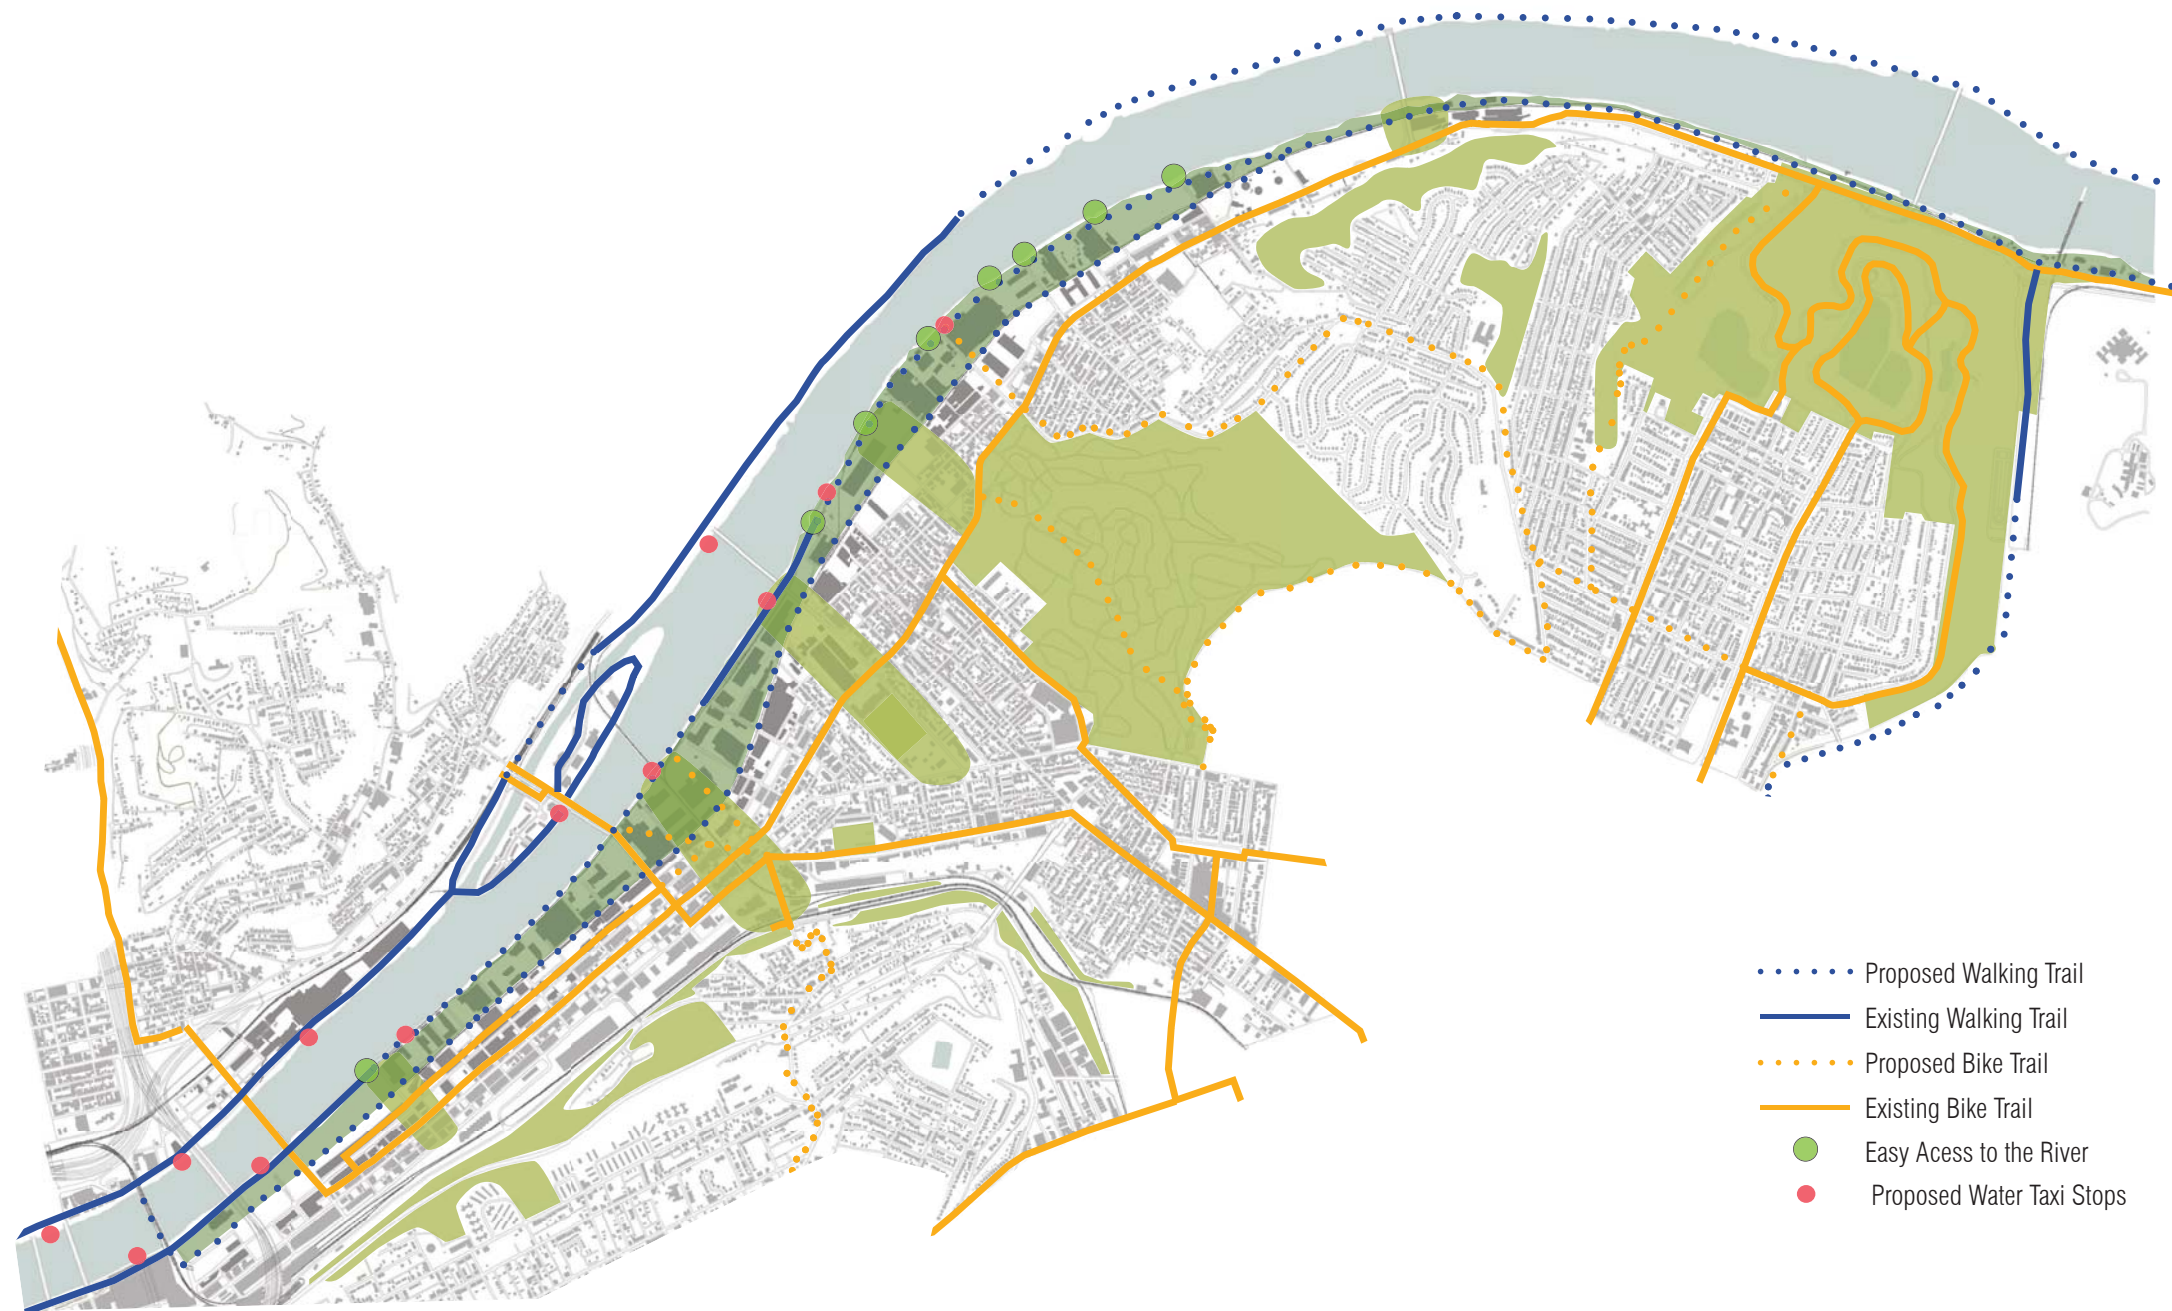 Proposed Walking Trail
Existing Walking Trail
Proposed Bike Trail
Existing Bike Trail
Easy Acess to the River
Proposed Water Taxi Stops